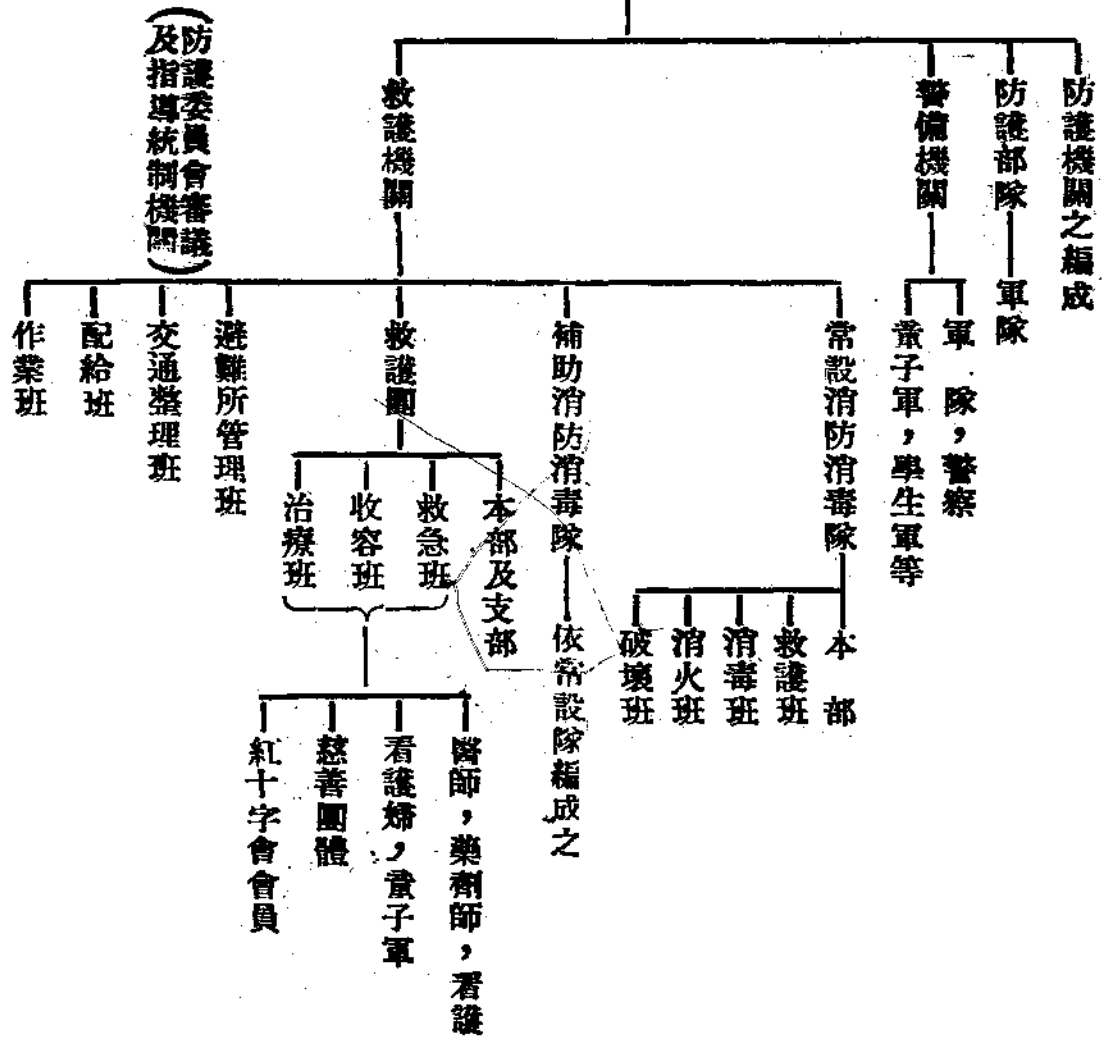 防護機關之編成
防護部隊
軍隊
警備機關
軍 隊,警察
童子軍,學生軍等
救護機關
(防護委員會審議
及指導統制機關)
常設消防消毒隊
本 部
救護班
消毒班
消火班
破壞班
補助消防消毒隊
依常設隊編成之
救護團
本部及支部
救急班
收容班
治療班
醫師,藥劑師,看護
看護婦,童子軍
慈善團體
紅十字會會員
避難所管理班
交通整理班
配給班
作業班